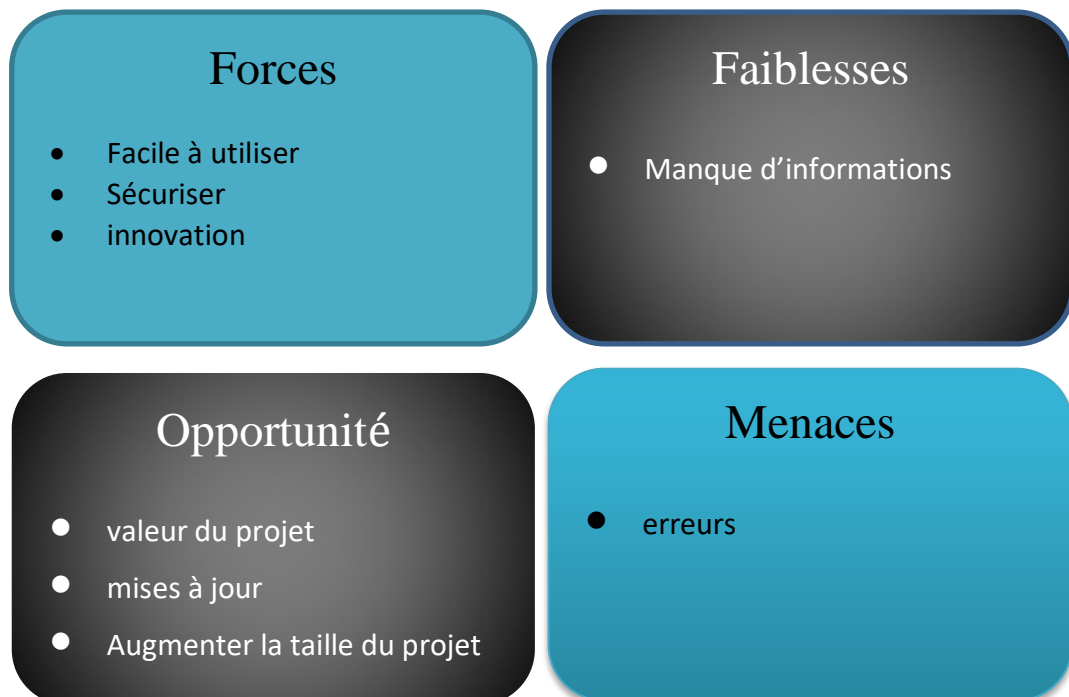 Forces
• Facile à utiliser
• Sécuriser
• innovation
Faiblesses
• Manque d’informations
Opportunité
• valeur du projet
• mises à jour
• Augmenter la taille du projet
Menaces
• erreurs